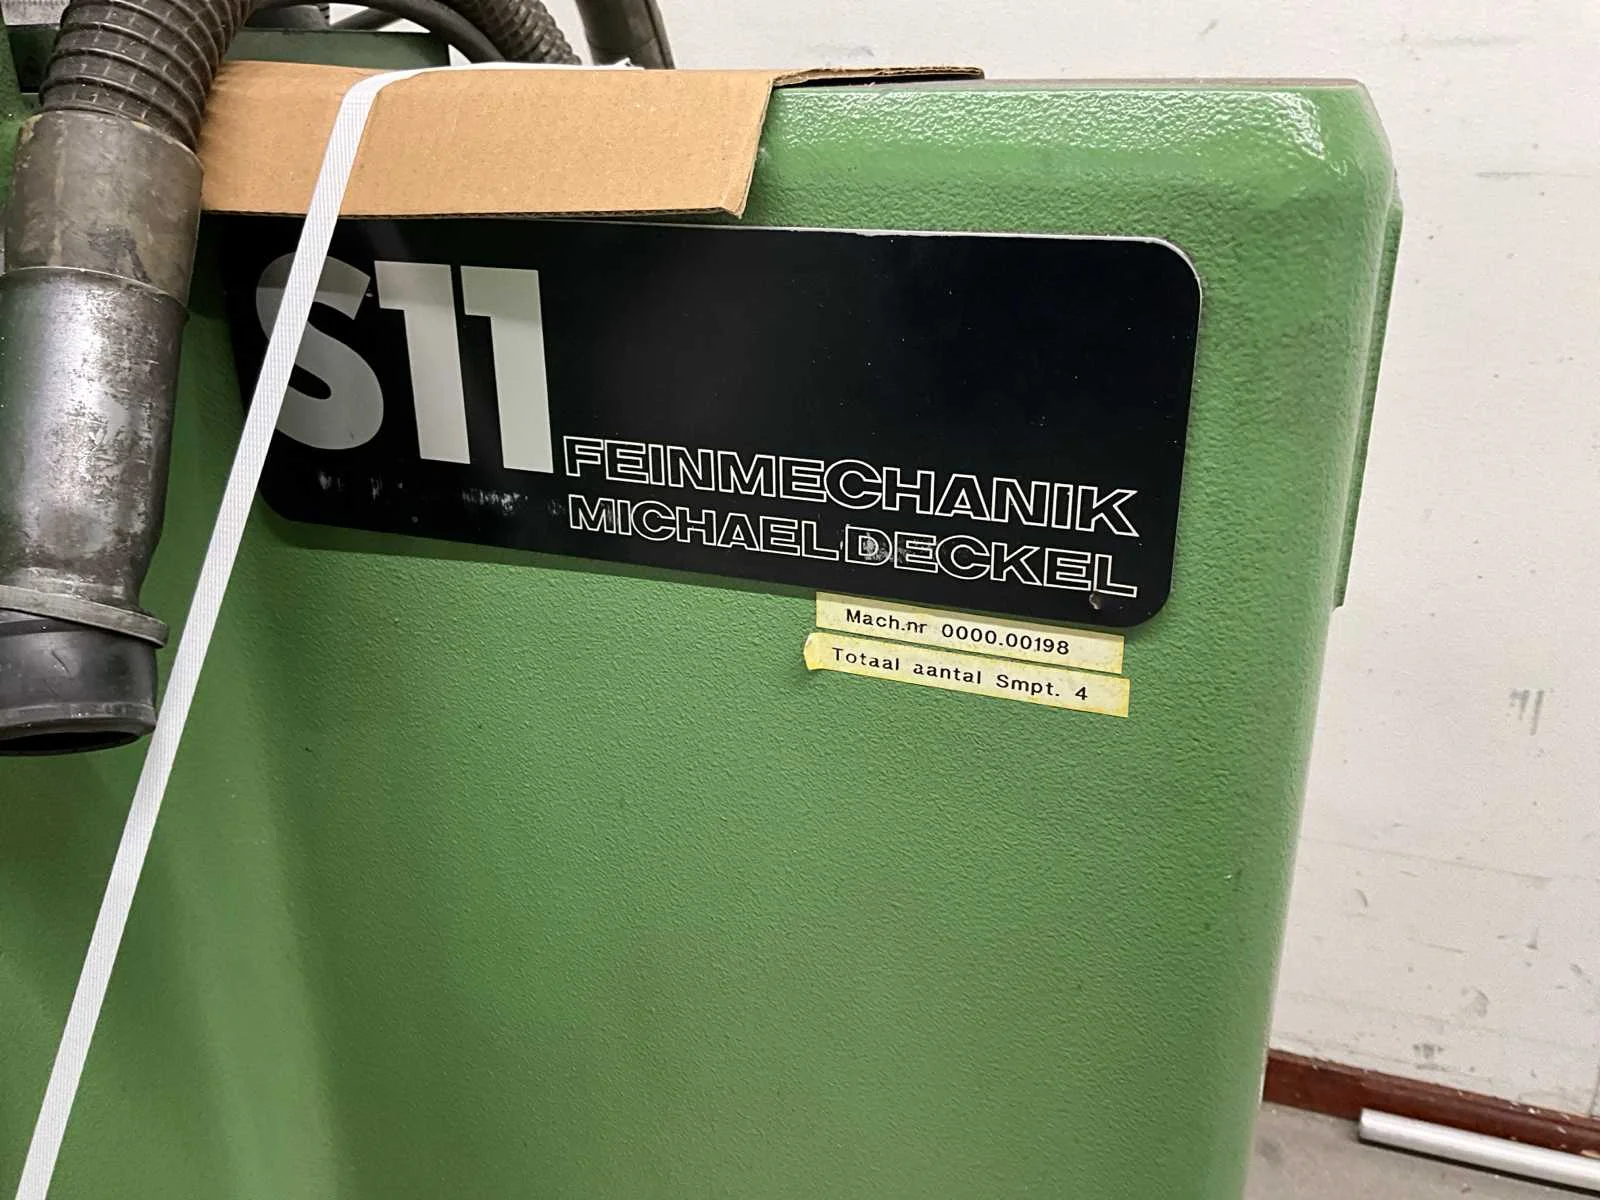 S11
FEINMECHANIK
MICHAEL DECKEL
Mach.nr 0000.00198
Totaal aantal Smpt. 4